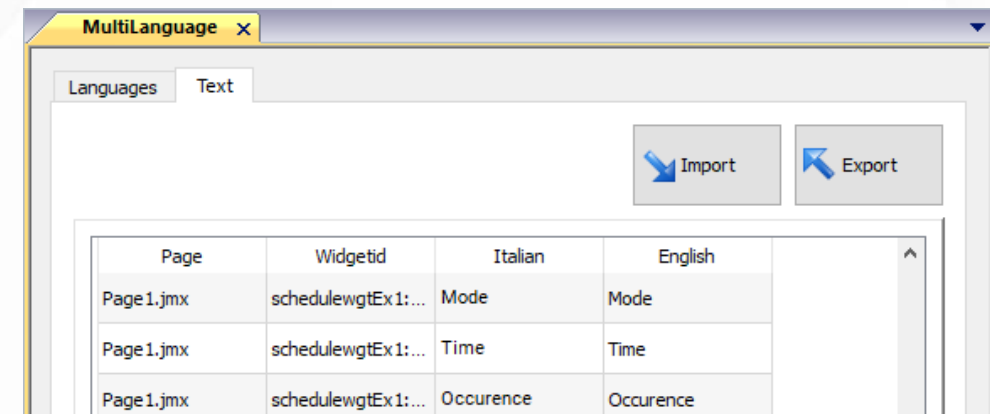 MultiLanguage
Languages Text
Import Export
Page Widgetid Italian English
Page1.jmx schedulewgtEx1:... Mode Mode
Page1.jmx schedulewgtEx1:... Time Time
Page1.jmx schedulewgtEx1:... Occurence Occurence